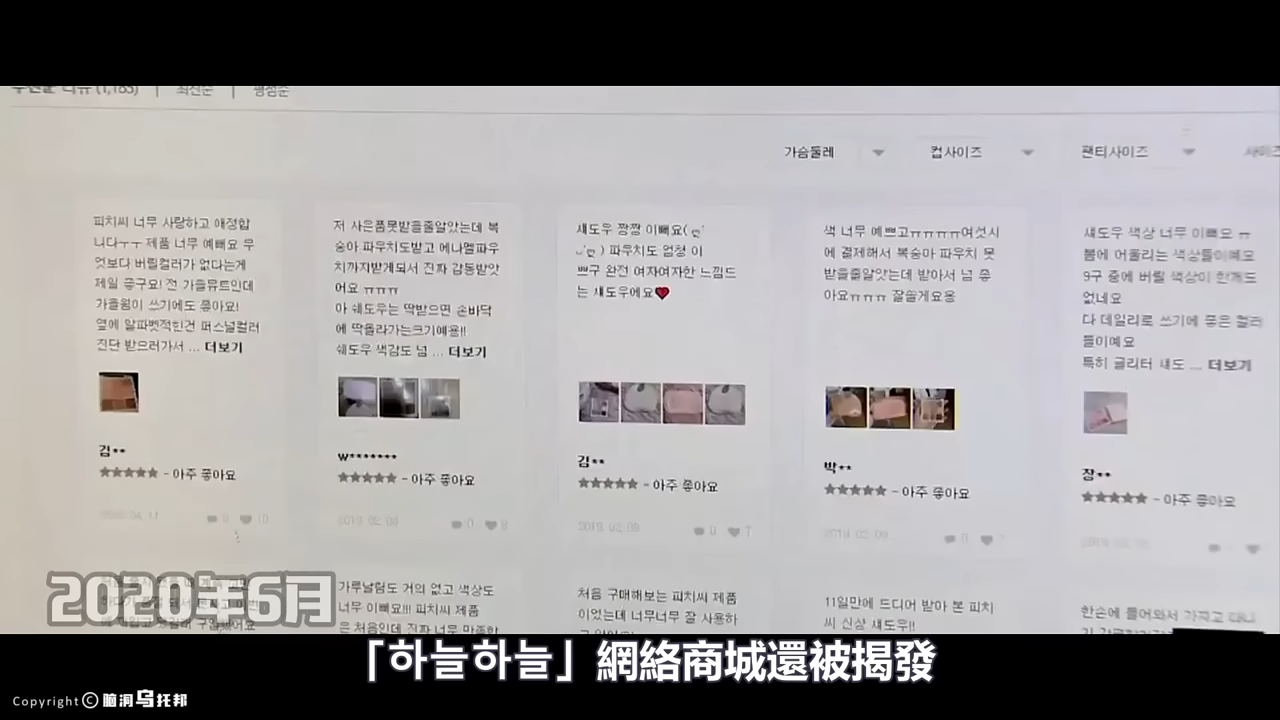 가슴둘레
컵사이즈
팬티사이즈
피치씨 너무 사랑하고 애정합
니다ㅜㅜ 제품 너무 예뻐요 무
엇보다 버릴컬러가 없다는게
제일 좋구요! 전 가을뮤트인데
가을웜이 쓰기에도 좋아요!
옆에 알파벳적힌건 퍼스널컬러
진단 받으러가서 ... 더보기
김**
★★★★★ - 아주 좋아요
저 사은품못받을줄알았는데 복
숭아 파우치도받고 에나멜파우
치까지받게되서 진짜 감동받았
어요 ㅠㅠㅠ
아 쉐도우는 딱받으면 손바닥
에 딱올라가는크기예용!!
쉐도우 색감도 넘 ... 더보기
w*******
★★★★★ - 아주 좋아요
섀도우 짱짱 이뻐요(
) 파우치도 엄청 이
쁘구 완전 여자여자한 느낌드
는 섀도우에요❤
김**
★★★★★ - 아주 좋아요
2019.02.09
0 7
색 너무 예쁘고ㅠㅠㅠㅠ여섯시
에 결제해서 복숭아 파우치 못
받을줄알았는데 받아서 넘 좋
아요ㅠㅠㅠ 잘쓸게요옹
박**
★★★★★ - 아주 좋아요
2019.02.09
섀도우 색상 너무 이뻐요 ㅠ
봄에 어울리는 색상들이예요
9구 중에 버릴 색상이 한개도
없네요
다 데일리로 쓰기에 좋은 컬러
들이예요
특히 글리터 섀도 ... 더보기
장**
★★★★★ - 아주 좋아요
가루날림도 거의 없고 색상도
너무 이뻐요!!! 피치씨 제품
은 처음인데 진짜 너무 만족합
처음 구매해보는 피치씨 제품
이었는데 너무너무 잘 사용하
11일만에 드디어 받아 본 피치
씨 신상 섀도우!!
한손에 들어와서 가지고 다니
2020年6月
「하늘하늘」網絡商城還被揭發
Copyright © 脑洞乌托邦